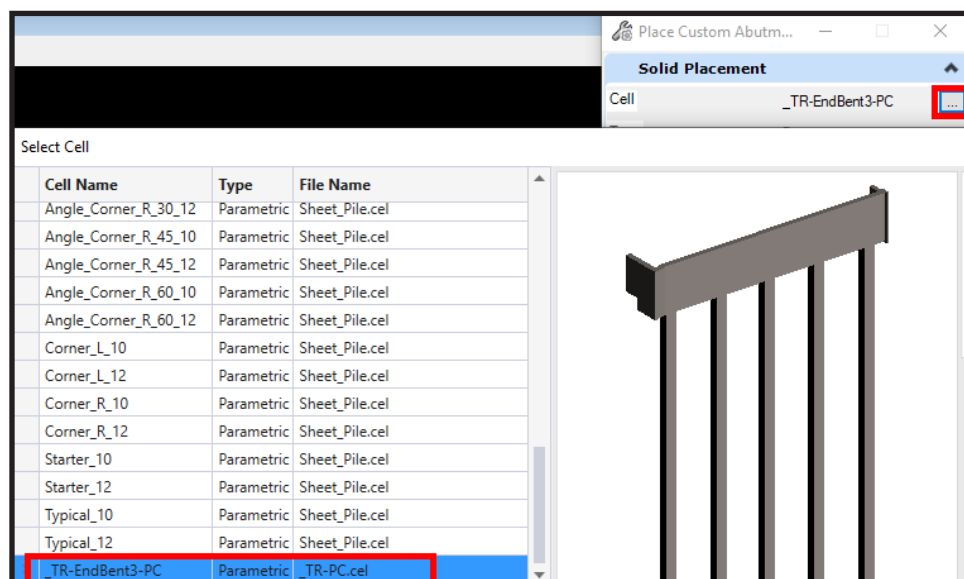 Place Custom Abutm...
Solid Placement
Cell _TR-EndBent3-PC ...
Select Cell
Cell Name Type File Name
Angle_Corner_R_30_12 Parametric Sheet_Pile.cel
Angle_Corner_R_45_10 Parametric Sheet_Pile.cel
Angle_Corner_R_45_12 Parametric Sheet_Pile.cel
Angle_Corner_R_60_10 Parametric Sheet_Pile.cel
Angle_Corner_R_60_12 Parametric Sheet_Pile.cel
Corner_L_10 Parametric Sheet_Pile.cel
Corner_L_12 Parametric Sheet_Pile.cel
Corner_R_10 Parametric Sheet_Pile.cel
Corner_R_12 Parametric Sheet_Pile.cel
Starter_10 Parametric Sheet_Pile.cel
Starter_12 Parametric Sheet_Pile.cel
Typical_10 Parametric Sheet_Pile.cel
Typical_12 Parametric Sheet_Pile.cel
_TR-EndBent3-PC Parametric _TR-PC.cel